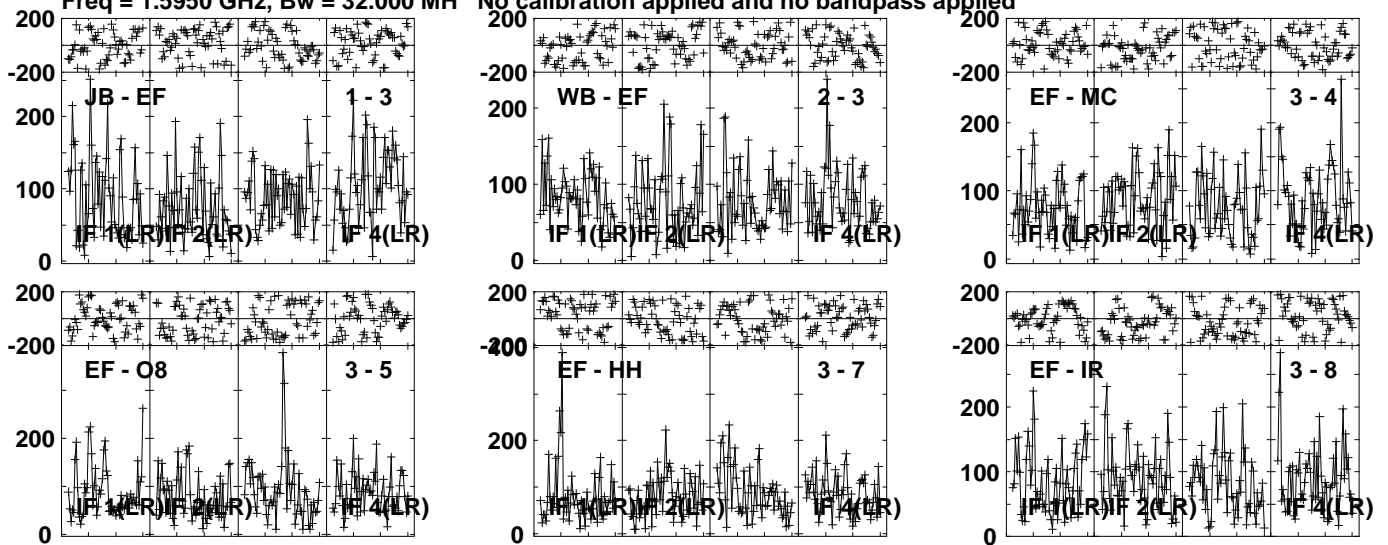 Freq = 1.5950 GHz, Bw = 32.000 MH No calibration applied and no bandpass applied
200
-200
200
100
0
JB - EF
1 - 3
IF 1(LR)
IF 2(LR)
IF 4(LR)
200
-200
200
100
0
WB - EF
2 - 3
IF 1(LR)
IF 2(LR)
IF 4(LR)
200
-200
200
100
0
EF - MC
3 - 4
IF 1(LR)
IF 2(LR)
IF 4(LR)
200
-200
200
0
EF - O8
3 - 5
IF 1(LR)
IF 2(LR)
IF 4(LR)
200
-200
400
200
0
EF - HH
3 - 7
IF 1(LR)
IF 2(LR)
IF 4(LR)
200
-200
200
100
0
EF - IR
3 - 8
IF 1(LR)
IF 2(LR)
IF 4(LR)